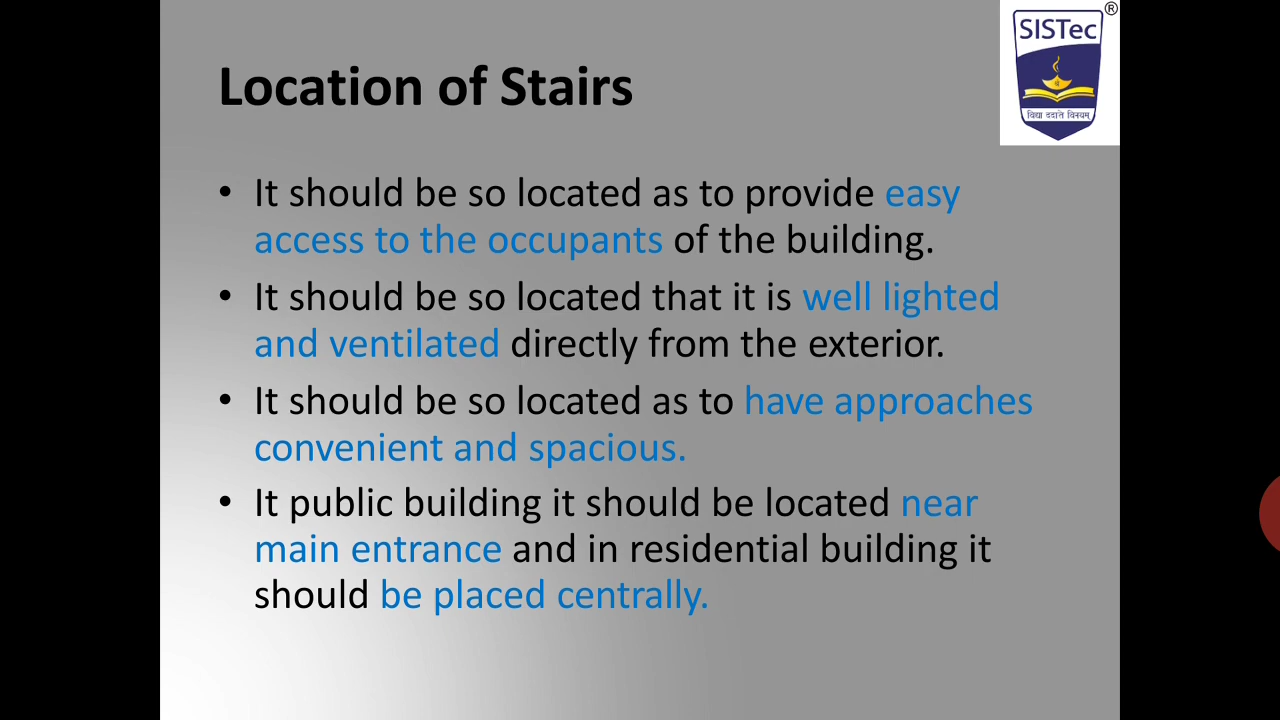 ®
SISTec
विद्या ददाति विनयम्
Location of Stairs
• It should be so located as to provide easy
access to the occupants of the building.
• It should be so located that it is well lighted
and ventilated directly from the exterior.
• It should be so located as to have approaches
convenient and spacious.
• It public building it should be located near
main entrance and in residential building it
should be placed centrally.